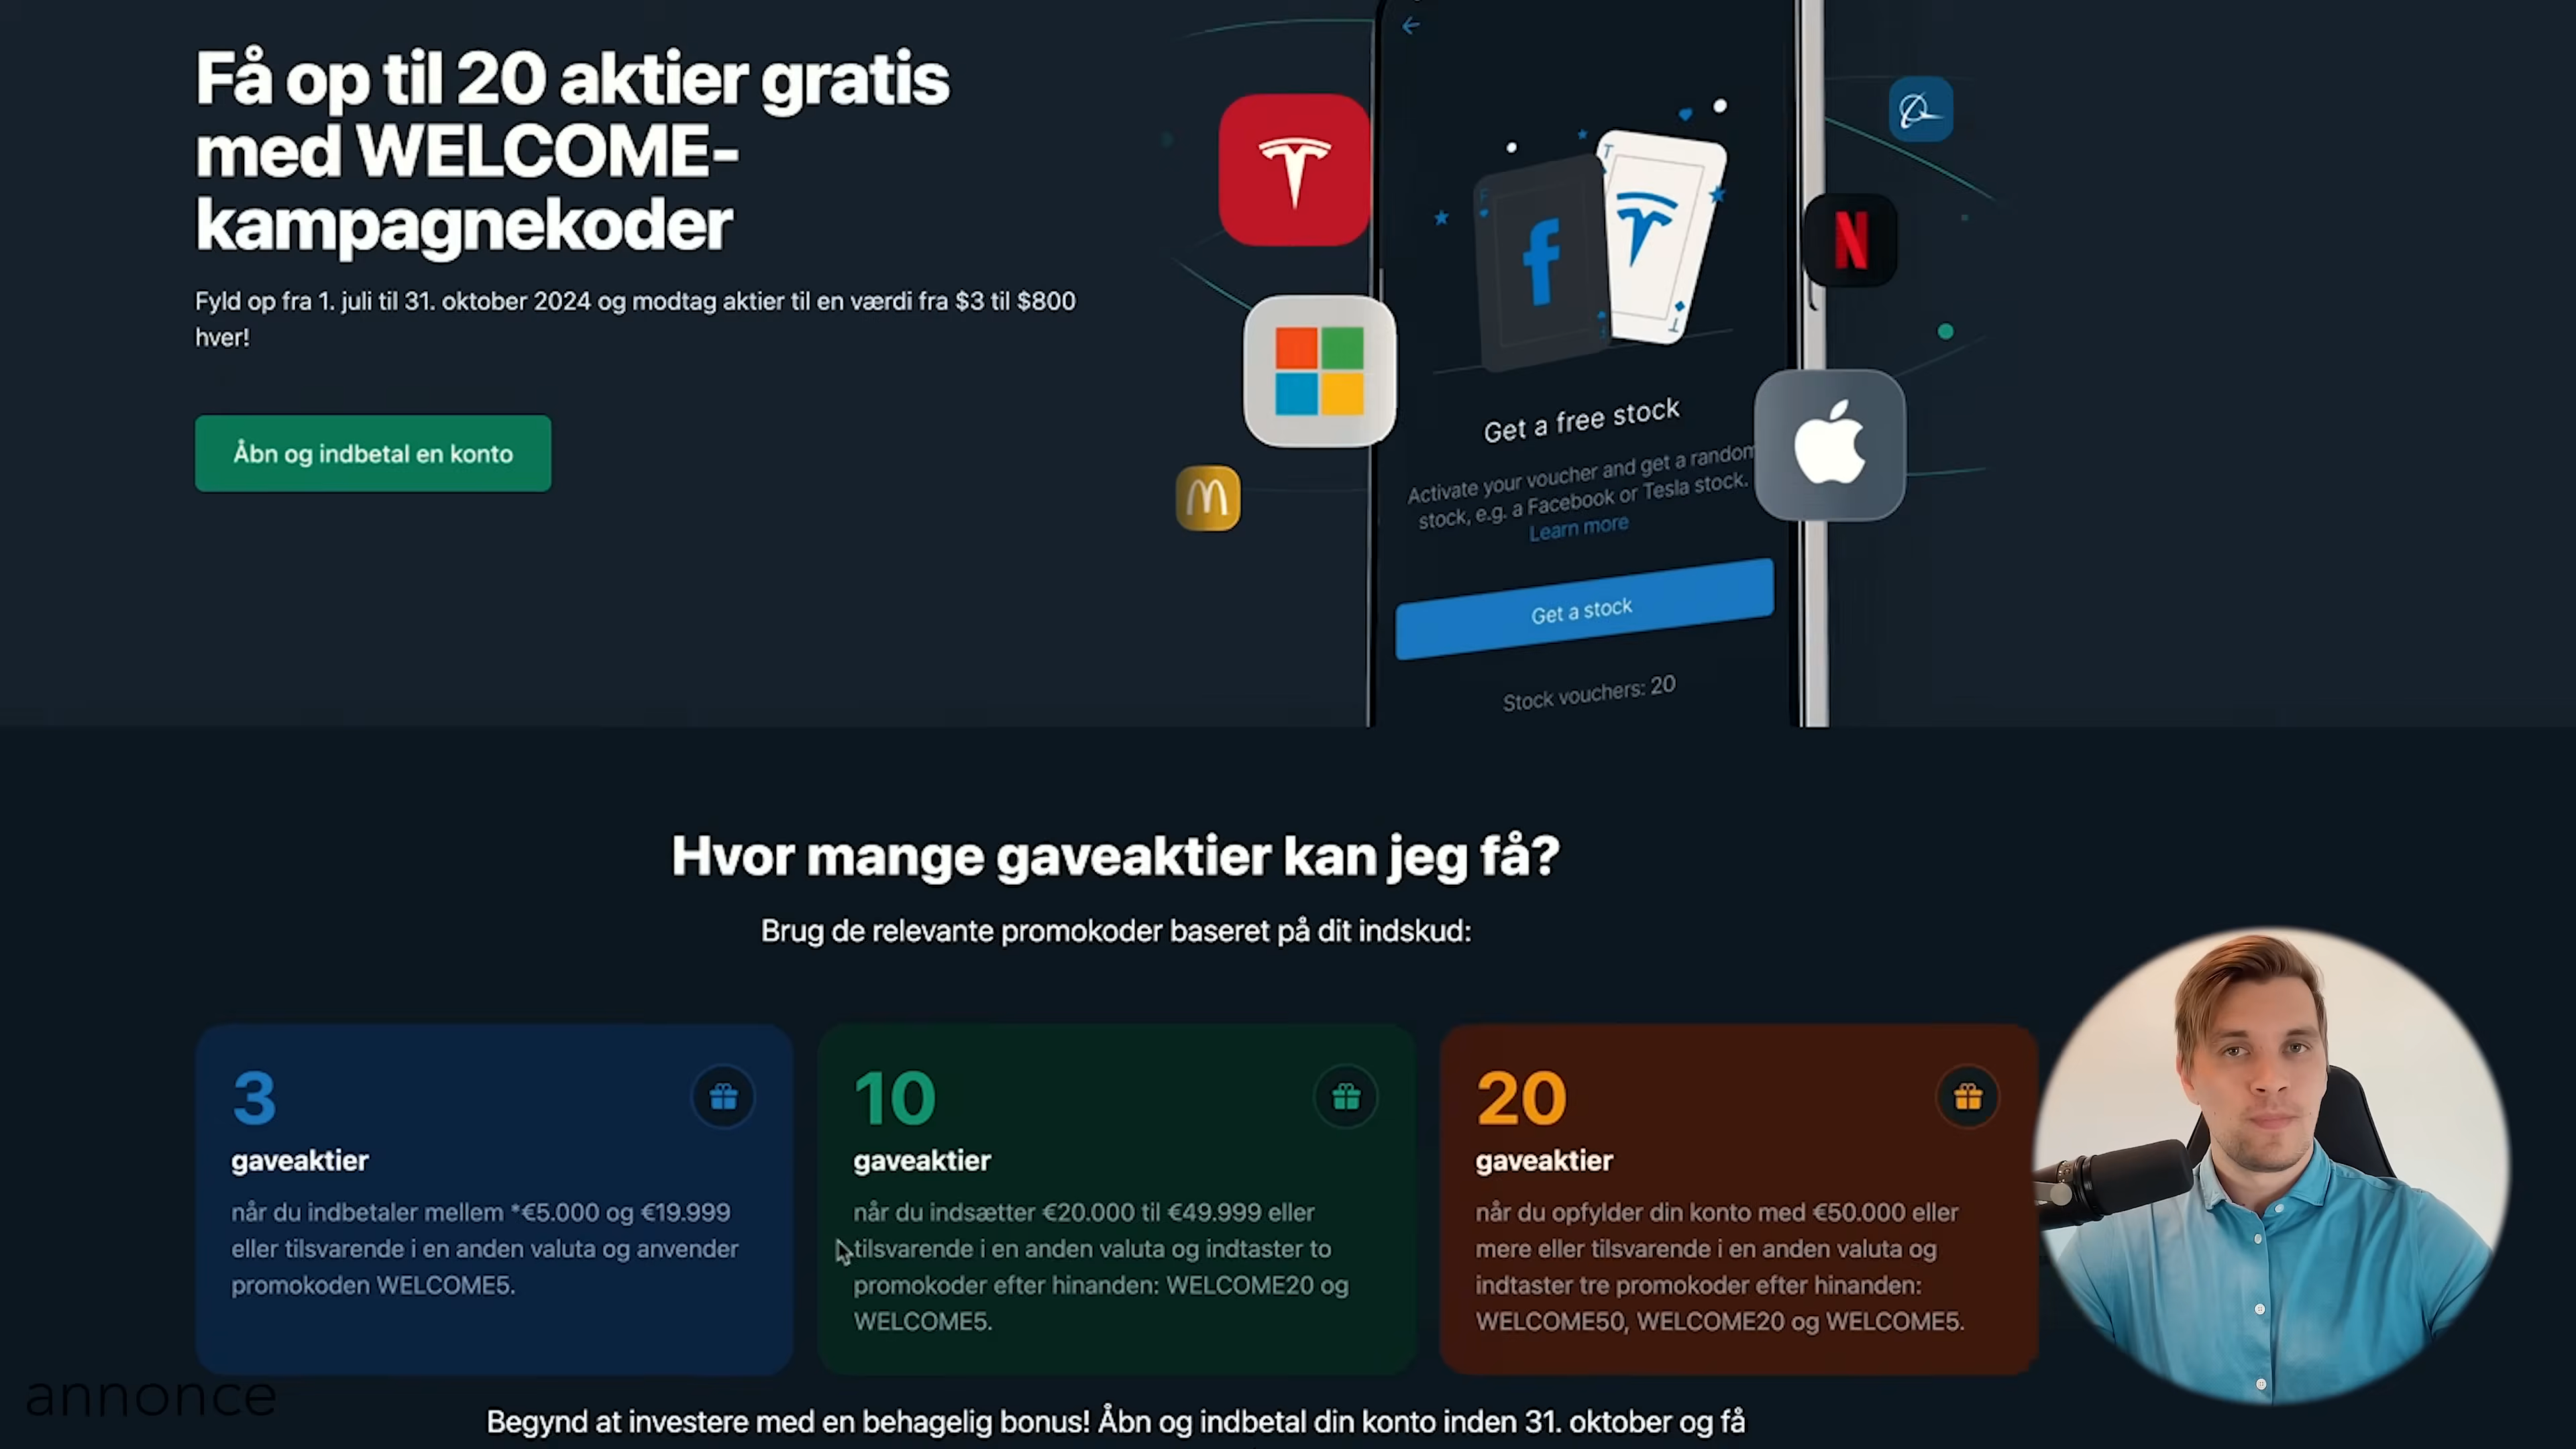 Få op til 20 aktier gratis
med WELCOME-
kampagnekoder
Fyld op fra 1. juli til 31. oktober 2024 og modtag aktier til en værdi fra $3 til $800
hver!
Åbn og indbetal en konto
Get a free stock
Activate your voucher and get a random
stock, e.g. a Facebook or Tesla stock.
Learn more
Get a stock
Stock vouchers: 20
Hvor mange gaveaktier kan jeg få?
Brug de relevante promokoder baseret på dit indskud:
3
gaveaktier
når du indbetaler mellem *€5.000 og €19.999
eller tilsvarende i en anden valuta og anvender
promokoden WELCOME5.
10
gaveaktier
når du indsætter €20.000 til €49.999 eller
tilsvarende i en anden valuta og indtaster to
promokoder efter hinanden: WELCOME20 og
WELCOME5.
20
gaveaktier
når du opfylder din konto med €50.000 eller
mere eller tilsvarende i en anden valuta og
indtaster tre promokoder efter hinanden:
WELCOME50, WELCOME20 og WELCOME5.
annonce
Begynd at investere med en behagelig bonus! Åbn og indbetal din konto inden 31. oktober og få